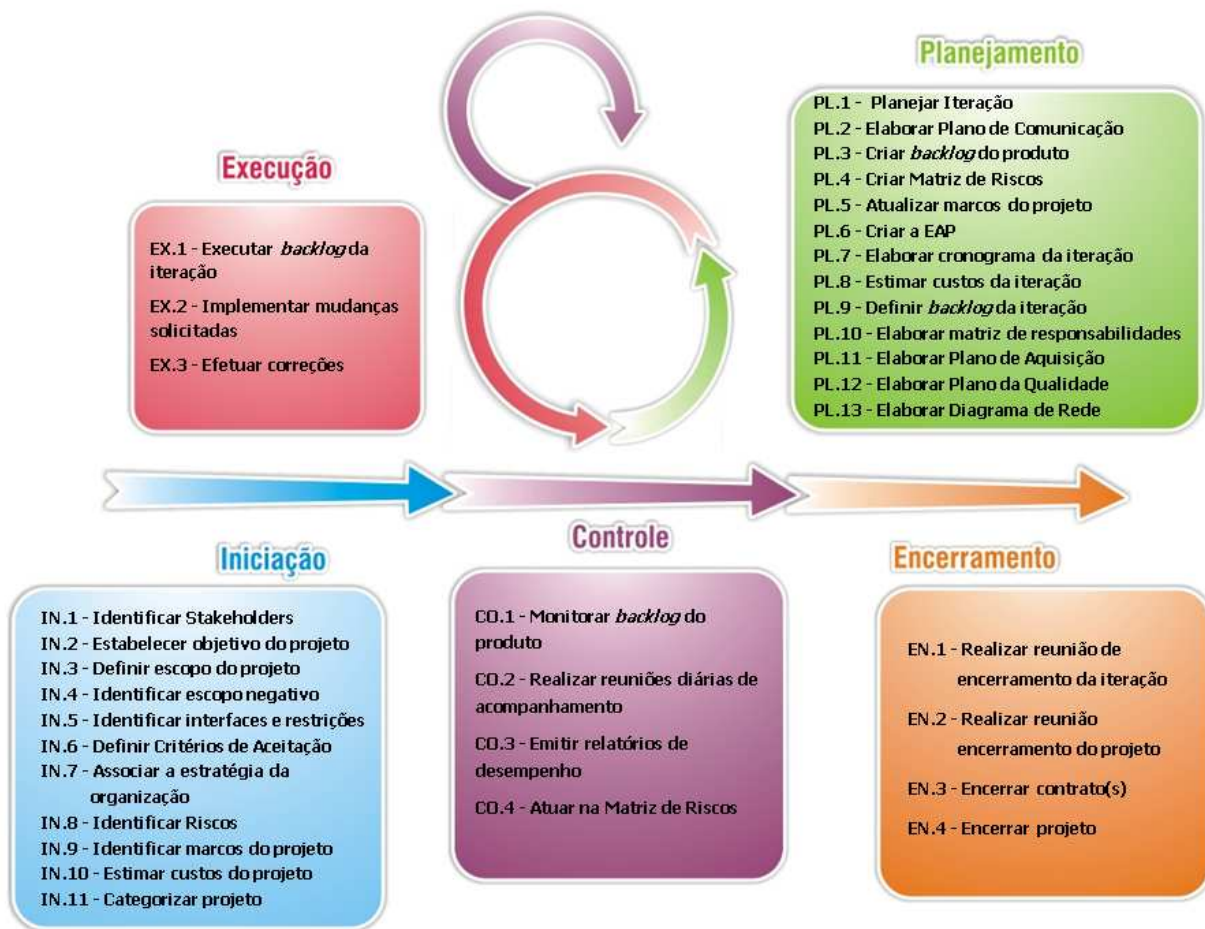 Planejamento
PL.1 - Planejar Iteração
PL.2 - Elaborar Plano de Comunicação
PL.3 - Criar backlog do produto
PL.4 - Criar Matriz de Riscos
PL.5 - Atualizar marcos do projeto
PL.6 - Criar a EAP
PL.7 - Elaborar cronograma da iteração
PL.8 - Estimar custos da iteração
PL.9 - Definir backlog da iteração
PL.10 - Elaborar matriz de responsabilidades
PL.11 - Elaborar Plano de Aquisição
PL.12 - Elaborar Plano da Qualidade
PL.13 - Elaborar Diagrama de Rede
Execução
EX.1 - Executar backlog da
iteração
EX.2 - Implementar mudanças
solicitadas
EX.3 - Efetuar correções
Iniciação
IN.1 - Identificar Stakeholders
IN.2 - Estabelecer objetivo do projeto
IN.3 - Definir escopo do projeto
IN.4 - Identificar escopo negativo
IN.5 - Identificar interfaces e restrições
IN.6 - Definir Critérios de Aceitação
IN.7 - Associar a estratégia da
organização
IN.8 - Identificar Riscos
IN.9 - Identificar marcos do projeto
IN.10 - Estimar custos do projeto
IN.11 - Categorizar projeto
Controle
CO.1 - Monitorar backlog do
produto
CO.2 - Realizar reuniões diárias de
acompanhamento
CO.3 - Emitir relatórios de
desempenho
CO.4 - Atuar na Matriz de Riscos
Encerramento
EN.1 - Realizar reunião de
encerramento da iteração
EN.2 - Realizar reunião
encerramento do projeto
EN.3 - Encerrar contrato(s)
EN.4 - Encerrar projeto